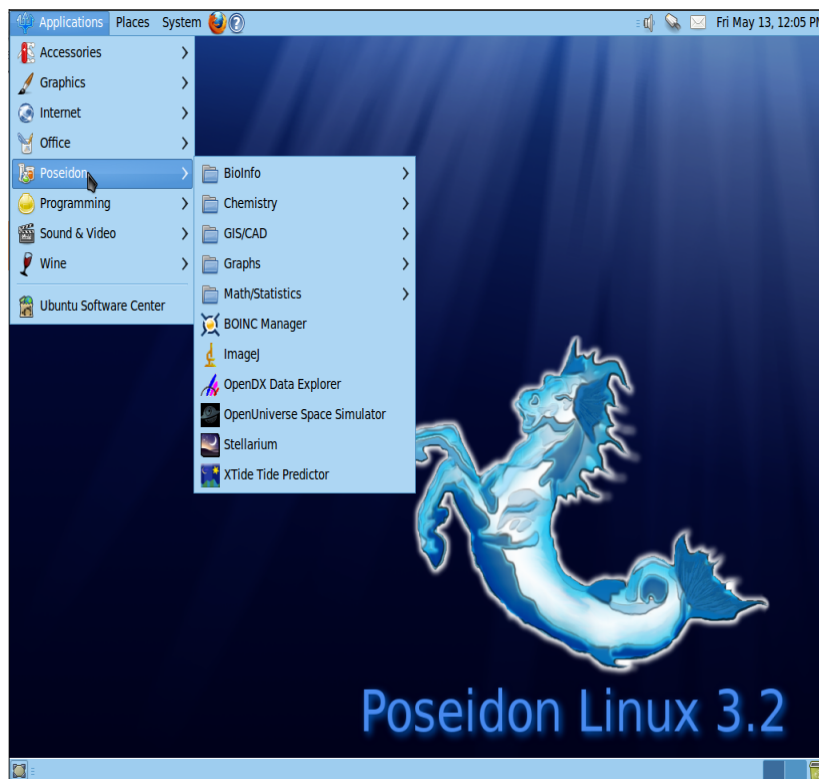 Applications Places System Fri May 13, 12:05 PM
Accessories
Graphics
Internet
Office
Poseidon
Programming
Sound & Video
Wine
Ubuntu Software Center
BioInfo
Chemistry
GIS/CAD
Graphs
Math/Statistics
BOINC Manager
ImageJ
OpenDX Data Explorer
OpenUniverse Space Simulator
Stellarium
XTide Tide Predictor
Poseidon Linux 3.2